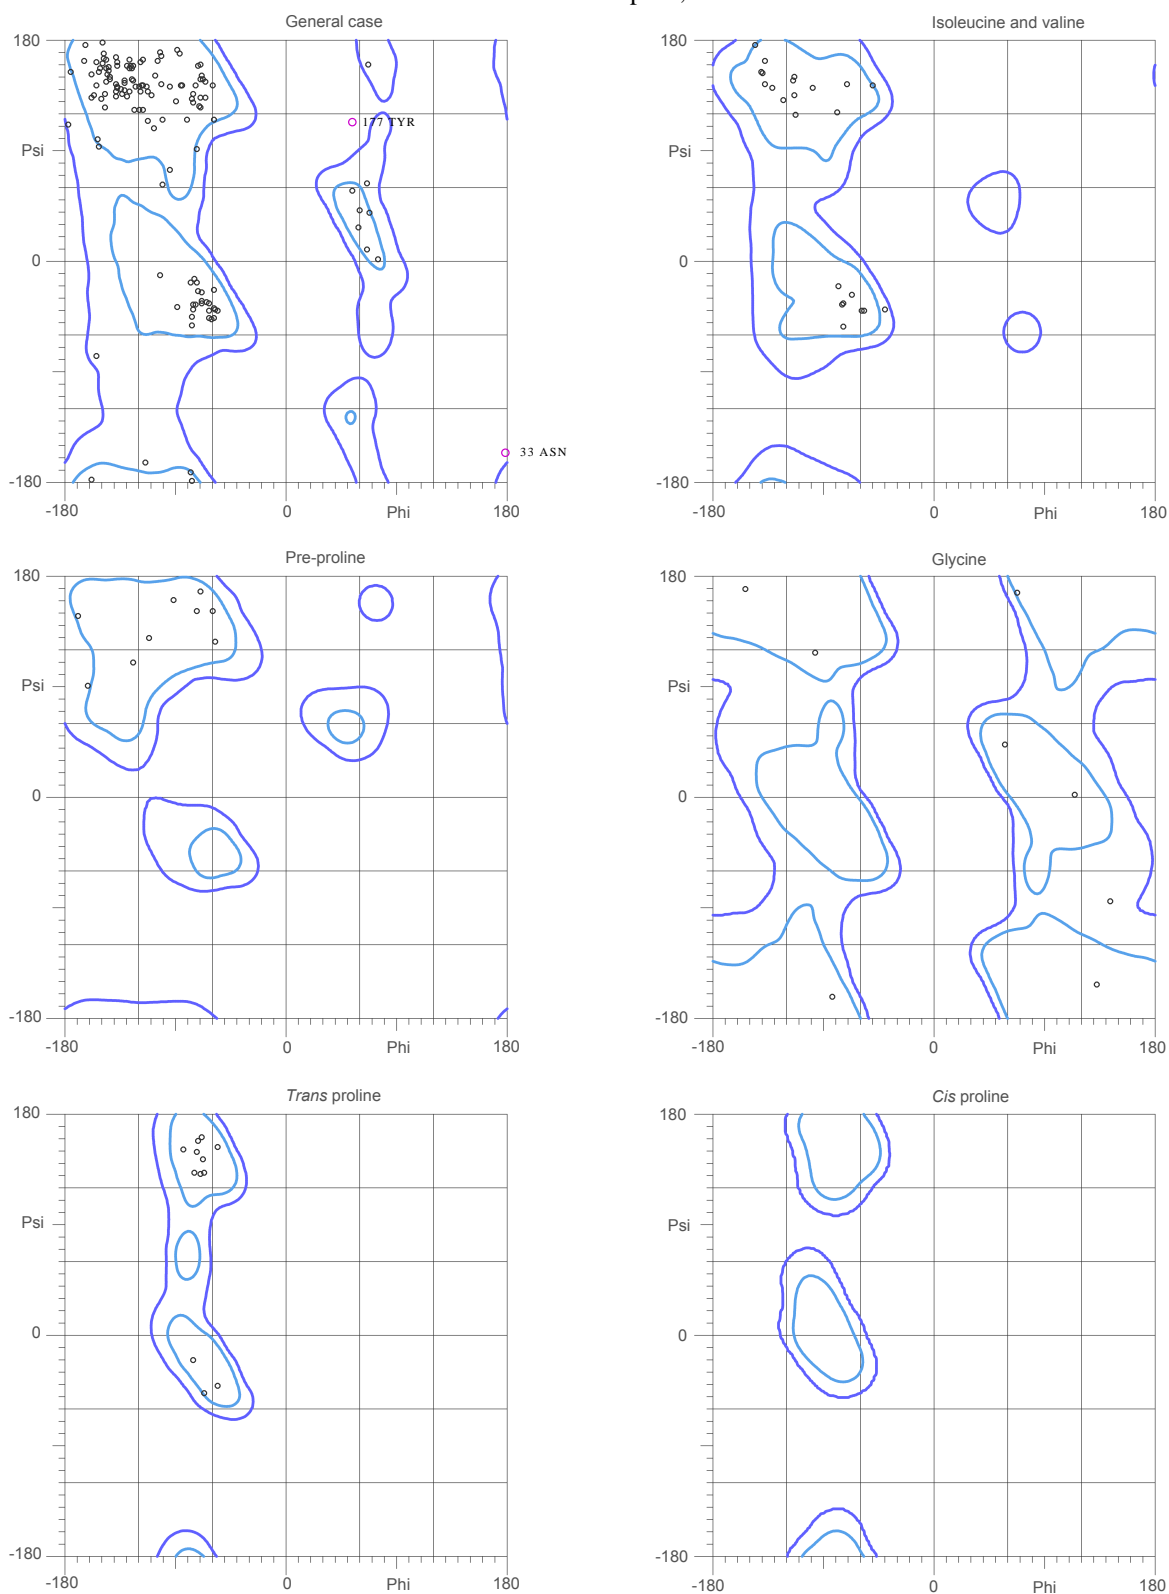 General case
Isoleucine and valine
180
180
177 TYR
Psi
Psi
0
0
33 ASN
-180
-180
-180
0
Phi
180
-180
0
Phi
180
Pre-proline
Glycine
180
180
Psi
Psi
0
0
-180
-180
-180
0
Phi
180
-180
0
Phi
180
Trans proline
Cis proline
180
180
Psi
Psi
0
0
-180
-180
-180
0
Phi
180
-180
0
Phi
180